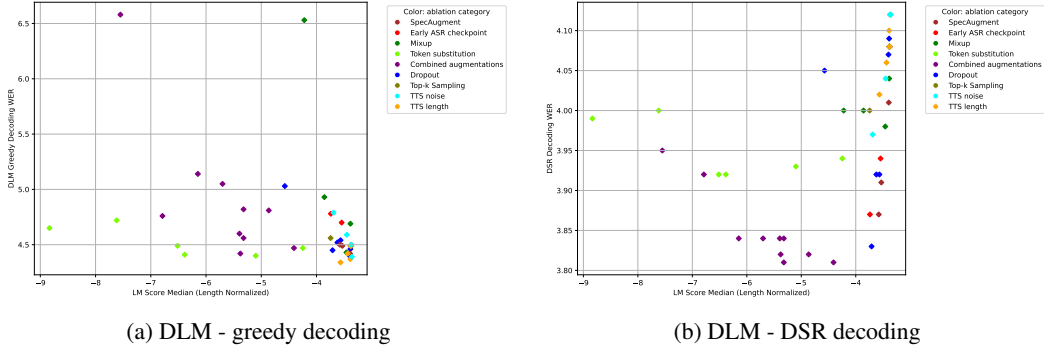 6.5
6.0
5.5
5.0
4.5
DLM Greedy Decoding WER
−9
−8
−7
−6
−5
−4
LM Score Median (Length Normalized)
Color: ablation category
SpecAugment
Early ASR checkpoint
Mixup
Token substitution
Combined augmentations
Dropout
Top-k Sampling
TTS noise
TTS length
(a) DLM - greedy decoding
4.10
4.05
4.00
3.95
3.90
3.85
3.80
DSR Decoding WER
−9
−8
−7
−6
−5
−4
LM Score Median (Length Normalized)
Color: ablation category
SpecAugment
Early ASR checkpoint
Mixup
Token substitution
Combined augmentations
Dropout
Top-k Sampling
TTS noise
TTS length
(b) DLM - DSR decoding